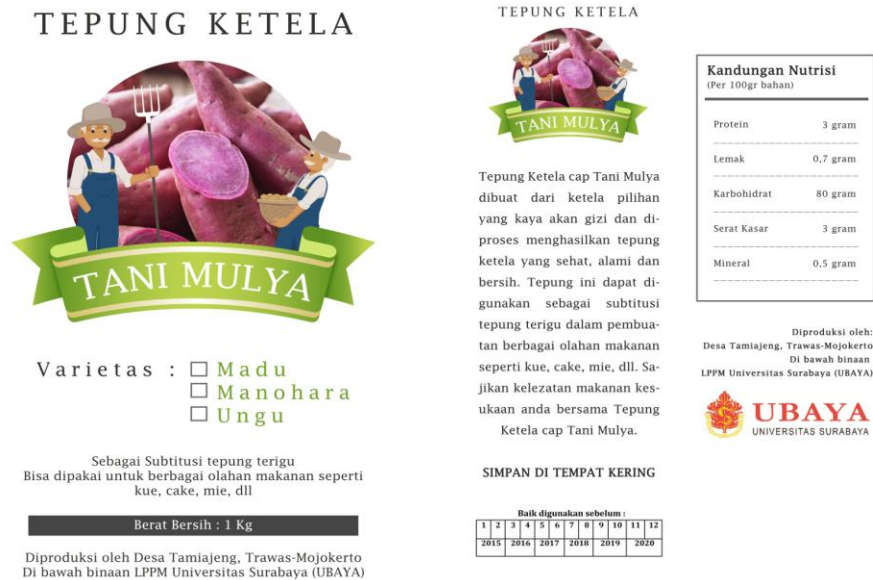 TEPUNG KETELA
TANI MULYA
Varietas : ☐ Madu
☐ Manohara
☐ Ungu
Sebagai Subtitusi tepung terigu
Bisa dipakai untuk berbagai olahan makanan seperti
kue, cake, mie, dll
Berat Bersih : 1 Kg
Diproduksi oleh Desa Tamiajeng, Trawas-Mojokerto
Di bawah binaan LPPM Universitas Surabaya (UBAYA)
TEPUNG KETELA
TANI MULYA
Tepung Ketela cap Tani Mulya
dibuat dari ketela pilihan
yang kaya akan gizi dan di-
proses menghasilkan tepung
ketela yang sehat, alami dan
bersih. Tepung ini dapat di-
gunakan sebagai subtitusi
tepung terigu dalam pembua-
tan berbagai olahan makanan
seperti kue, cake, mie, dll. Sa-
jikan kelezatan makanan kes-
ukaan anda bersama Tepung
Ketela cap Tani Mulya.
SIMPAN DI TEMPAT KERING
Baik digunakan sebelum :
1 2 3 4 5 6 7 8 9 10 11 12
2015 2016 2017 2018 2019 2020
Kandungan Nutrisi
(Per 100gr bahan)
Protein 3 gram
Lemak 0,7 gram
Karbohidrat 80 gram
Serat Kasar 3 gram
Mineral 0,5 gram
Diproduksi oleh:
Desa Tamiajeng, Trawas-Mojokerto
Di bawah binaan
LPPM Universitas Surabaya (UBAYA)
UBAYA
UNIVERSITAS SURABAYA